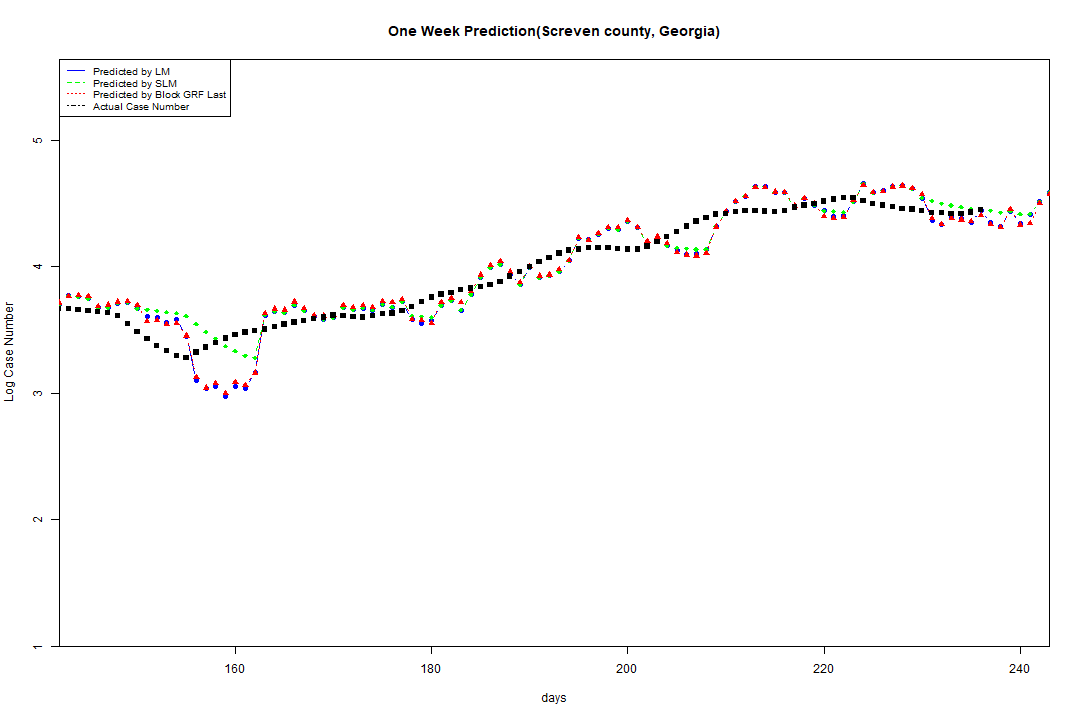 One Week Prediction(Screven county, Georgia)
Predicted by LM
Predicted by SLM
Predicted by Block GRF Last
Actual Case Number
5
4
3
2
1
Log Case Number
160 180 200 220 240
days